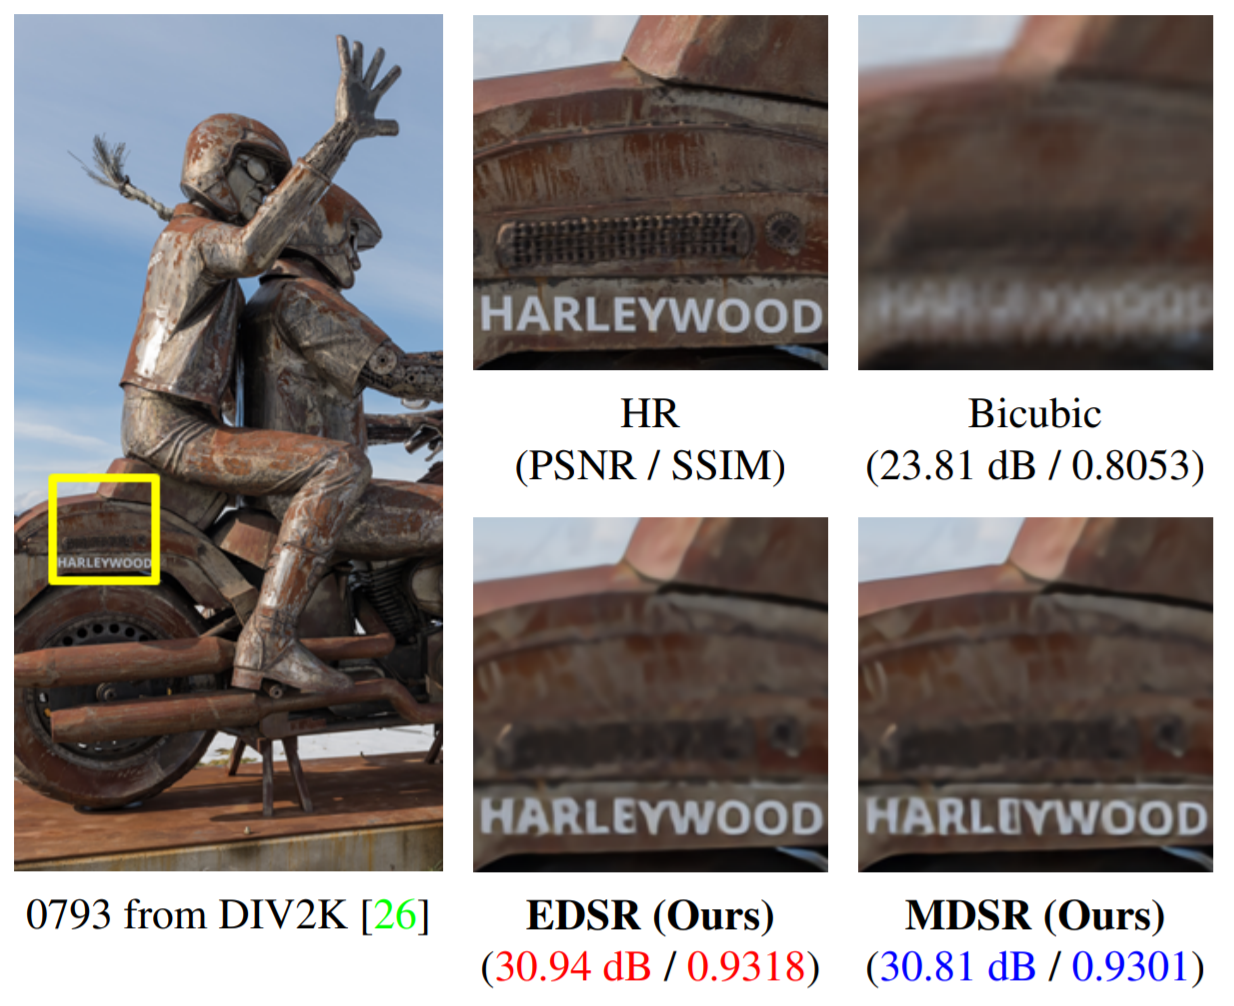 HARLEYWOOD
HARLEYWOOD
HR
(PSNR / SSIM)
Bicubic
(23.81 dB / 0.8053)
HARLEYWOOD
HARLEYWOOD
0793 from DIV2K [26]
EDSR (Ours)
(30.94 dB / 0.9318)
MDSR (Ours)
(30.81 dB / 0.9301)